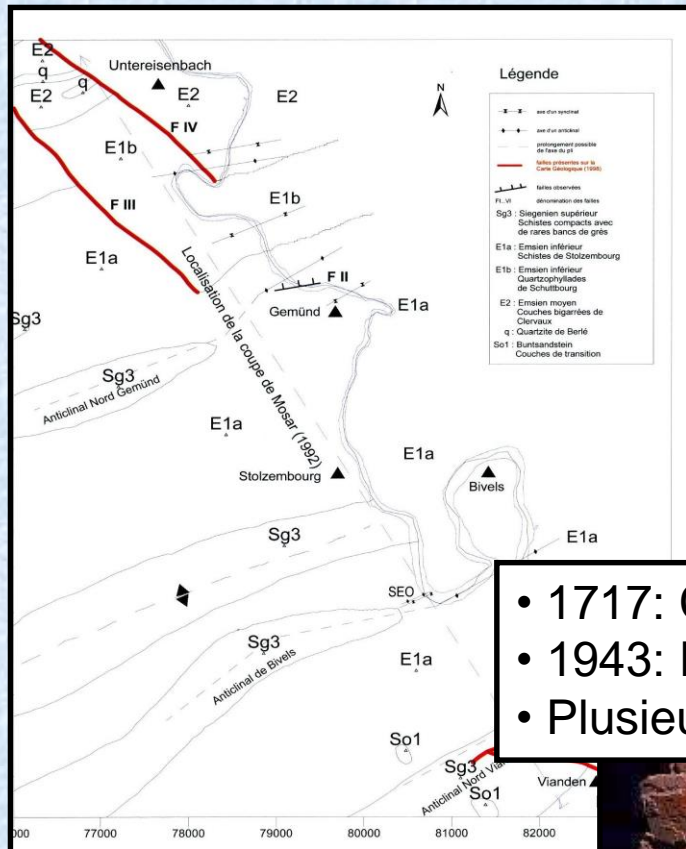 E2
q
q
E2
Untereisenbach
E2
E2
F IV
E1b
E1b
F III
E1a
F II
E1a
Gemünd
Sg3
Sg3
Anticlinal Nord Gemünd
Localisation de la coupe de Mosar (1992)
E1a
E1a
Stolzembourg
Bivels
Sg3
E1a
SEO
Sg3
Anticlinal de Bivels
E1a
So1
Sg3
Anticlinal Nord
So1
Vianden
77000
78000
79000
80000
81000
82000
Légende
N
axe d'un synclinal
axe d'un anticlinal
prolongement possible
de l'axe du pli
failles présentes sur la
Carte Géologique
failles observées
dénomination des failles
Sg3 : Siegenien supérieur
Schistes compacts avec
de rares bancs de grès
E1a : Emsien inférieur
Schistes de Stolzembourg
E1b : Emsien inférieur
Quartzophyllades
de Schuttbourg
E2 : Emsien moyen
Couches bigarrées de
Clervaux
q : Quartzite de Berlé
So1 : Buntsandstein
Couches de transition
• 1717:
• 1943:
•